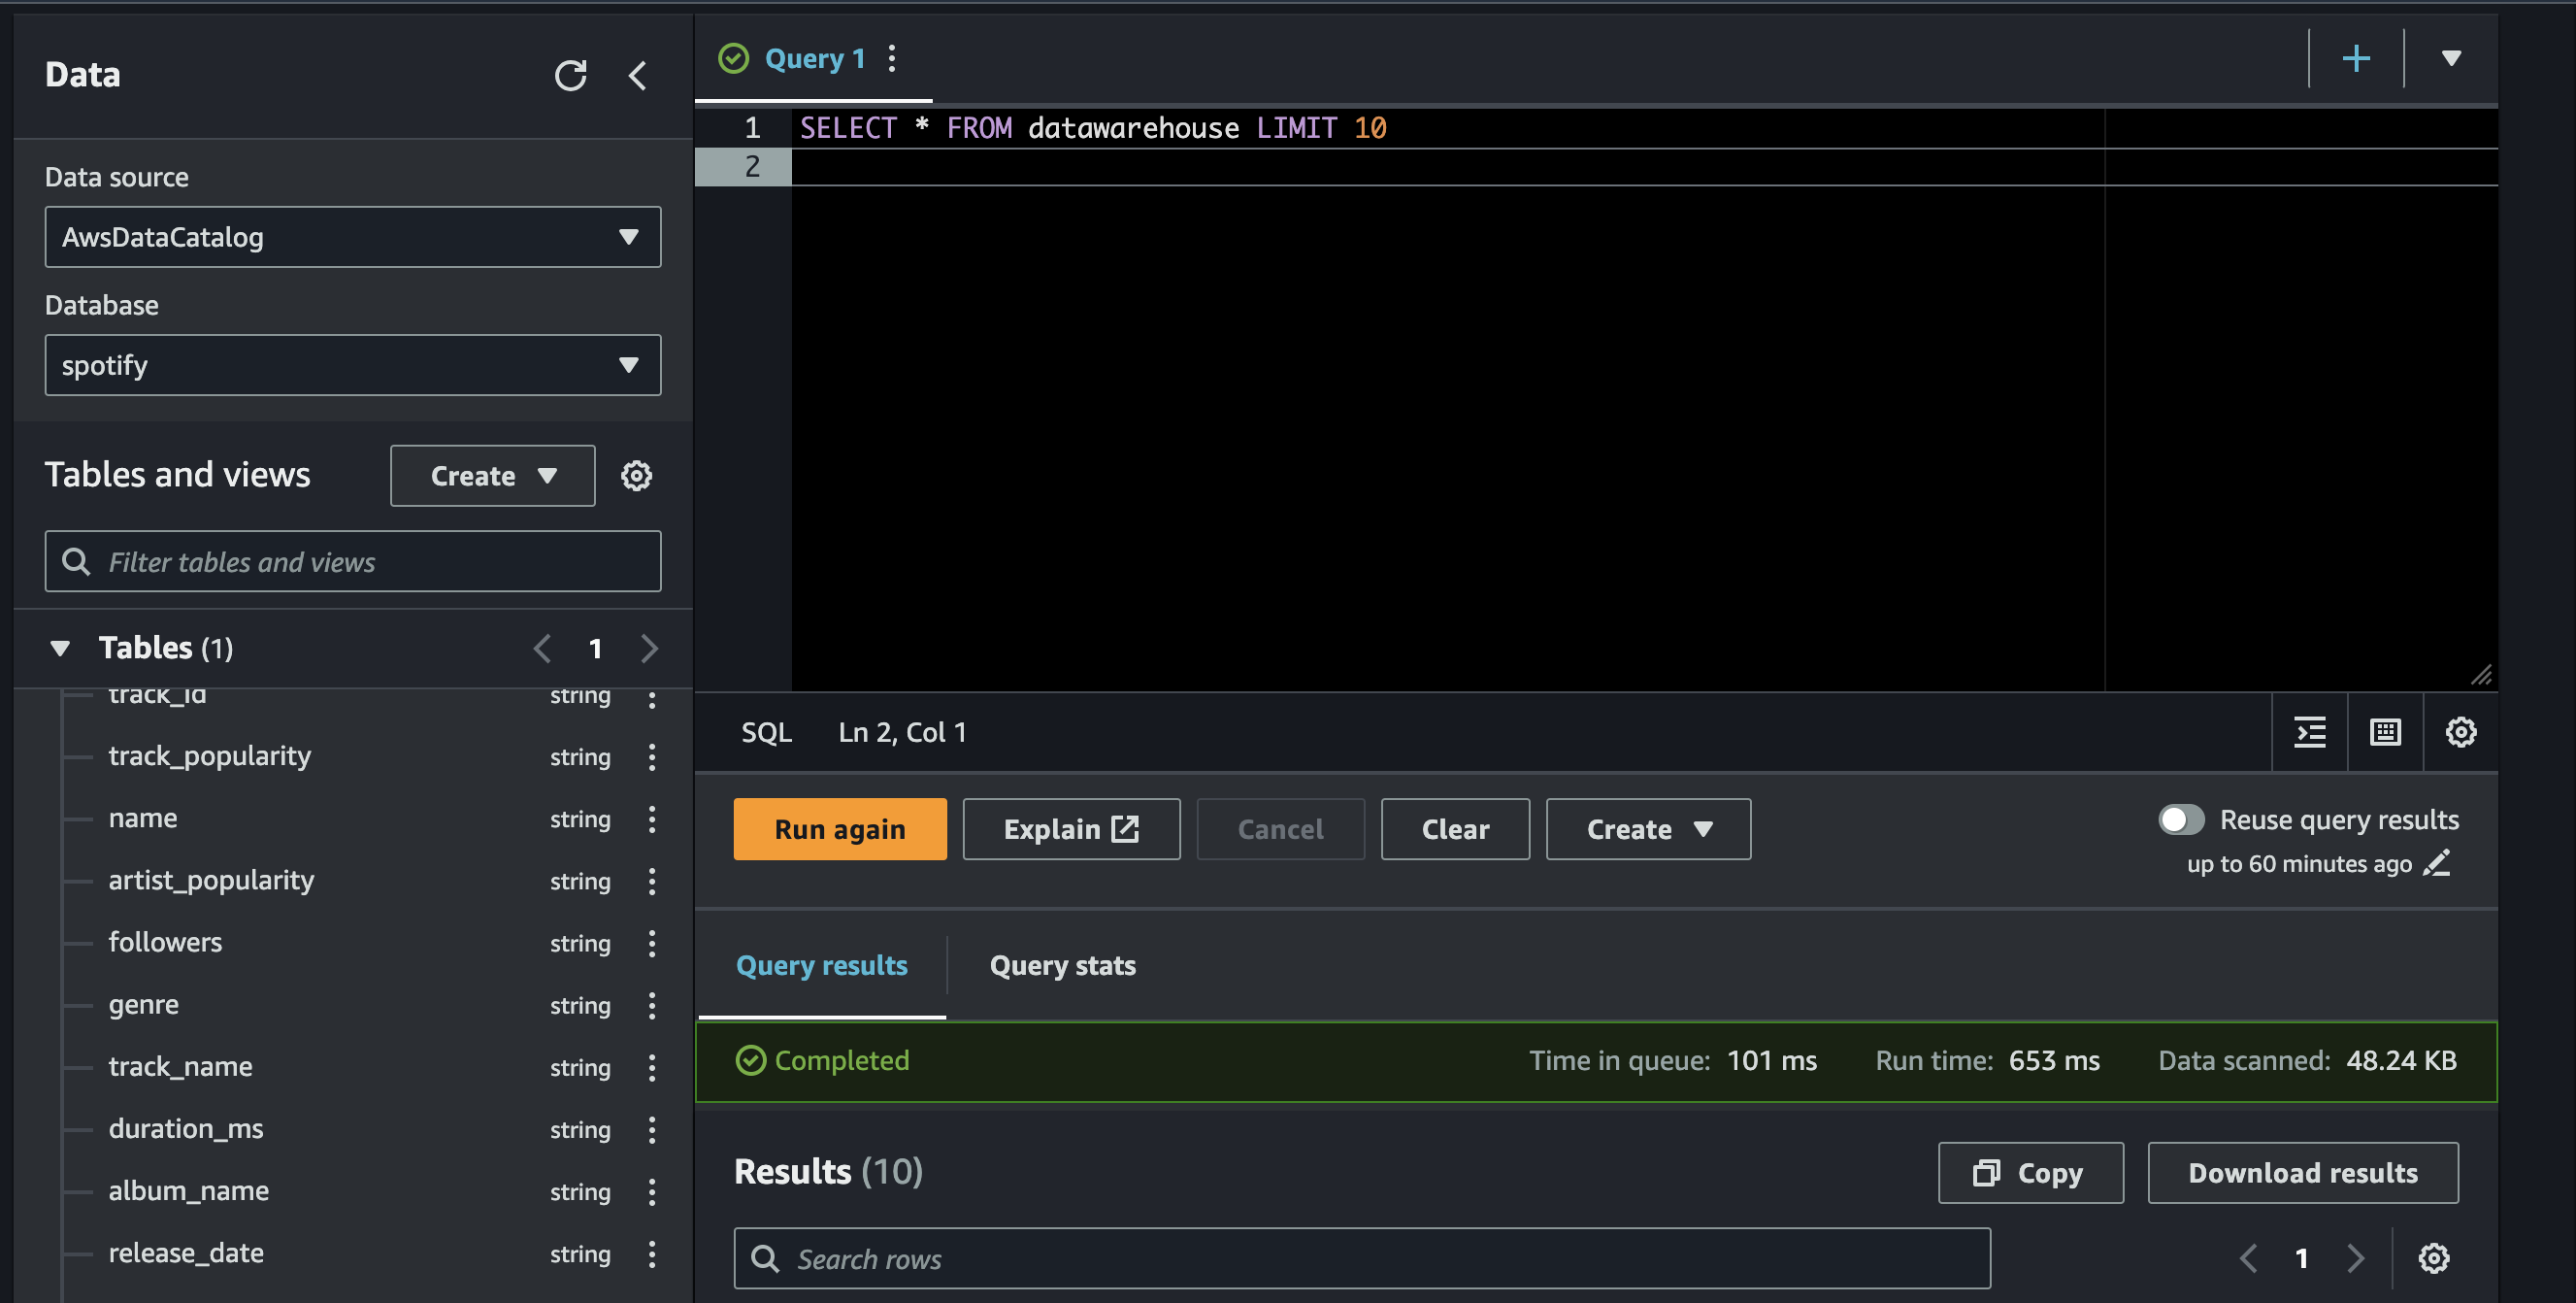 Data
Data source
AwsDataCatalog
Database
spotify
Tables and views
Create
Filter tables and views
Tables (1)
1
track_id string
track_popularity string
name string
artist_popularity string
followers string
genre string
track_name string
duration_ms string
album_name string
release_date string
Query 1
1 SELECT * FROM datawarehouse LIMIT 10
2
SQL Ln 2, Col 1
Run again Explain Cancel Clear Create
Reuse query results
up to 60 minutes ago
Query results Query stats
Completed Time in queue: 101 ms Run time: 653 ms Data scanned: 48.24 KB
Results (10) Copy Download results
Search rows 1